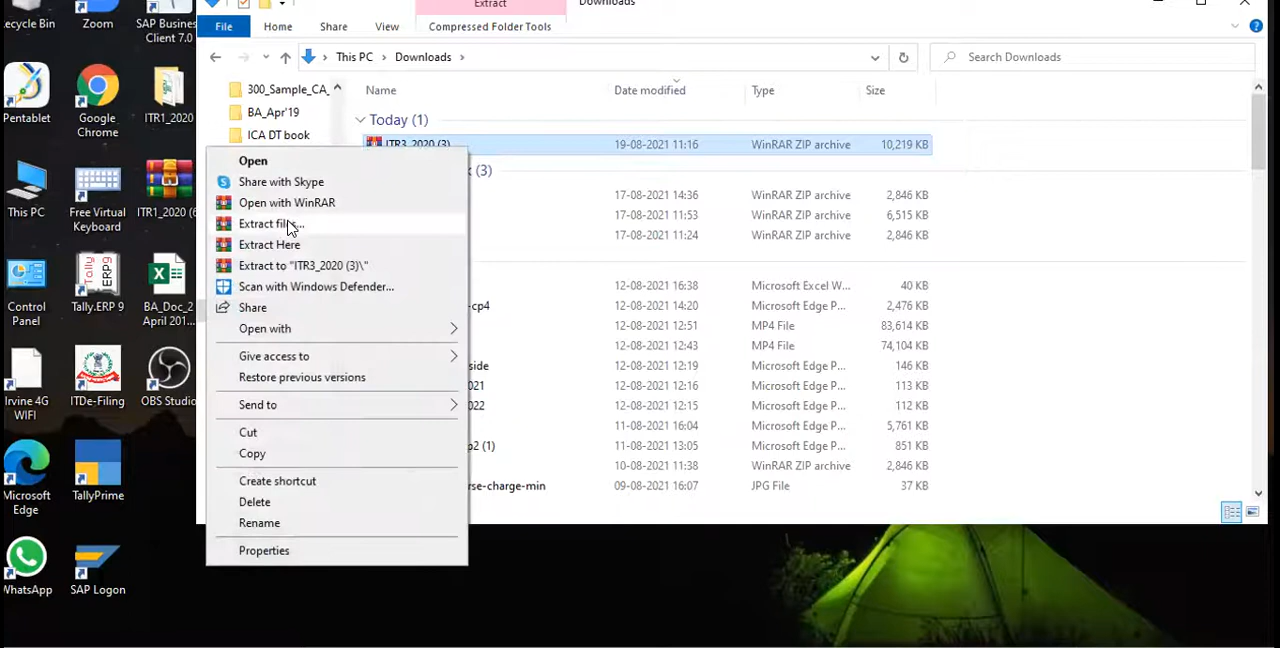 Extract
Downloads
File
Home
Share
View
Compressed Folder Tools
This PC
Downloads
Search Downloads
300_Sample_CA_
BA_Apr'19
ICA DT book
Name
Date modified
Type
Size
Today (1)
ITR3_2020 (3)
19-08-2021 11:16
WinRAR ZIP archive
10,219 KB
(3)
17-08-2021 14:36
WinRAR ZIP archive
2,846 KB
17-08-2021 11:53
WinRAR ZIP archive
6,515 KB
17-08-2021 11:24
WinRAR ZIP archive
2,846 KB
12-08-2021 16:38
Microsoft Excel W...
40 KB
-cp4
12-08-2021 14:20
Microsoft Edge P...
2,476 KB
12-08-2021 12:51
MP4 File
83,614 KB
12-08-2021 12:43
MP4 File
74,104 KB
side
12-08-2021 12:19
Microsoft Edge P...
146 KB
021
12-08-2021 12:16
Microsoft Edge P...
113 KB
022
12-08-2021 12:15
Microsoft Edge P...
112 KB
11-08-2021 16:04
Microsoft Edge P...
5,761 KB
p2 (1)
11-08-2021 13:05
Microsoft Edge P...
851 KB
10-08-2021 11:38
WinRAR ZIP archive
2,846 KB
rse-charge-min
09-08-2021 16:07
JPG File
37 KB
Open
Share with Skype
Open with WinRAR
Extract files...
Extract Here
Extract to "ITR3_2020 (3)\"
Scan with Windows Defender...
Share
Open with
Give access to
Restore previous versions
Send to
Cut
Copy
Create shortcut
Delete
Rename
Properties
ecycle Bin
Zoom
SAP Business
Client 7.0
Pentablet
Google
Chrome
ITR1_2020
This PC
Free Virtual
Keyboard
ITR1_2020 (6
Control
Panel
Tally.ERP 9
BA_Doc_2
April 201...
Irvine 4G
WIFI
ITDe-Filing
OBS Studio
Microsoft
Edge
TallyPrime
WhatsApp
SAP Logon